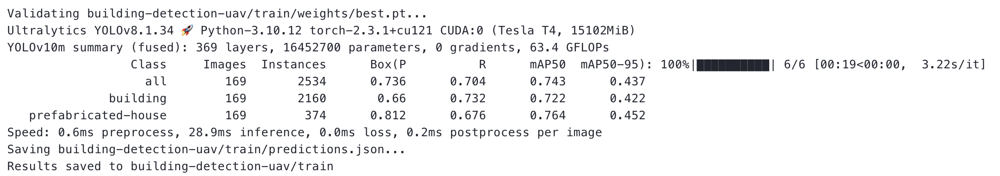 Validating building-detection-uav/train/weights/best.pt...
Ultralytics YOLOv8.1.34 🚀 Python-3.10.12 torch-2.3.1+cu121 CUDA:0 (Tesla T4, 15102MiB)
YOLOv10m summary (fused): 369 layers, 16452700 parameters, 0 gradients, 63.4 GFLOPs
Class Images Instances Box(P R mAP50 mAP50-95): 100%|██████████| 6/6 [00:19<00:00, 3.22s/it]
all 169 2534 0.736 0.704 0.743 0.437
building 169 2160 0.66 0.732 0.722 0.422
prefabricated-house 169 374 0.812 0.676 0.764 0.452
Speed: 0.6ms preprocess, 28.9ms inference, 0.0ms loss, 0.2ms postprocess per image
Saving building-detection-uav/train/predictions.json...
Results saved to building-detection-uav/train